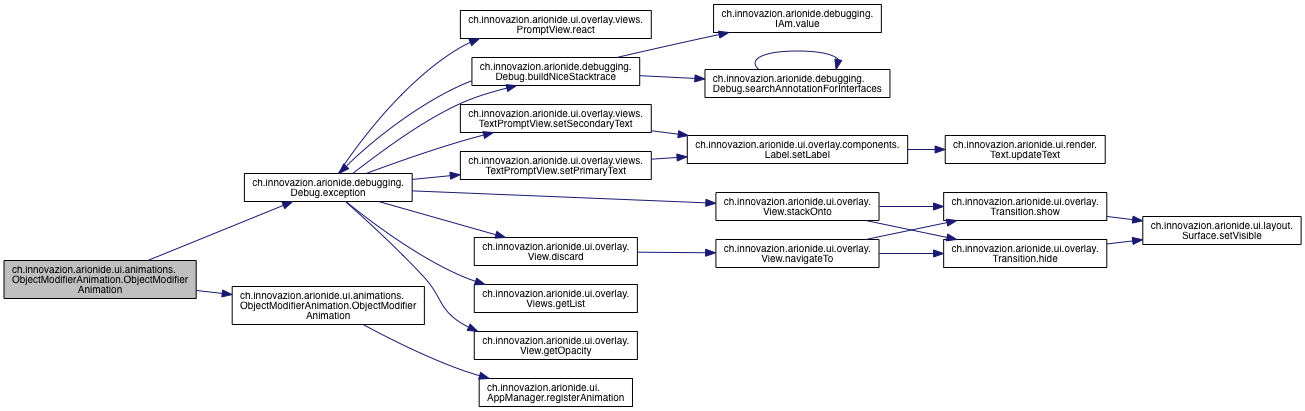 ch.innovazion.arionide.ui.animations.
ObjectModifierAnimation.ObjectModifier
Animation
ch.innovazion.arionide.debugging.
Debug.exception
ch.innovazion.arionide.ui.animations.
ObjectModifierAnimation.ObjectModifier
Animation
ch.innovazion.arionide.ui.overlay.views.
PromptView.react
ch.innovazion.arionide.debugging.
Debug.buildNiceStacktrace
ch.innovazion.arionide.ui.overlay.views.
TextPromptView.setSecondaryText
ch.innovazion.arionide.ui.overlay.views.
TextPromptView.setPrimaryText
ch.innovazion.arionide.ui.overlay.
View.discard
ch.innovazion.arionide.ui.overlay.
Views.getList
ch.innovazion.arionide.ui.overlay.
View.getOpacity
ch.innovazion.arionide.ui.
AppManager.registerAnimation
ch.innovazion.arionide.debugging.
IAm.value
ch.innovazion.arionide.debugging.
Debug.searchAnnotationForInterfaces
ch.innovazion.arionide.ui.overlay.components.
Label.setLabel
ch.innovazion.arionide.ui.overlay.
View.stackOnto
ch.innovazion.arionide.ui.overlay.
View.navigateTo
ch.innovazion.arionide.ui.render.
Text.updateText
ch.innovazion.arionide.ui.overlay.
Transition.show
ch.innovazion.arionide.ui.overlay.
Transition.hide
ch.innovazion.arionide.ui.layout.
Surface.setVisible